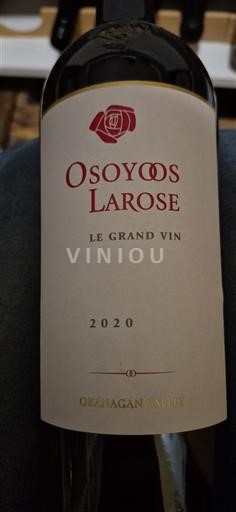 OSOYOOS
LAROSE
LE GRAND VIN
VINIOU
2020
OKANAGAN VALLEY